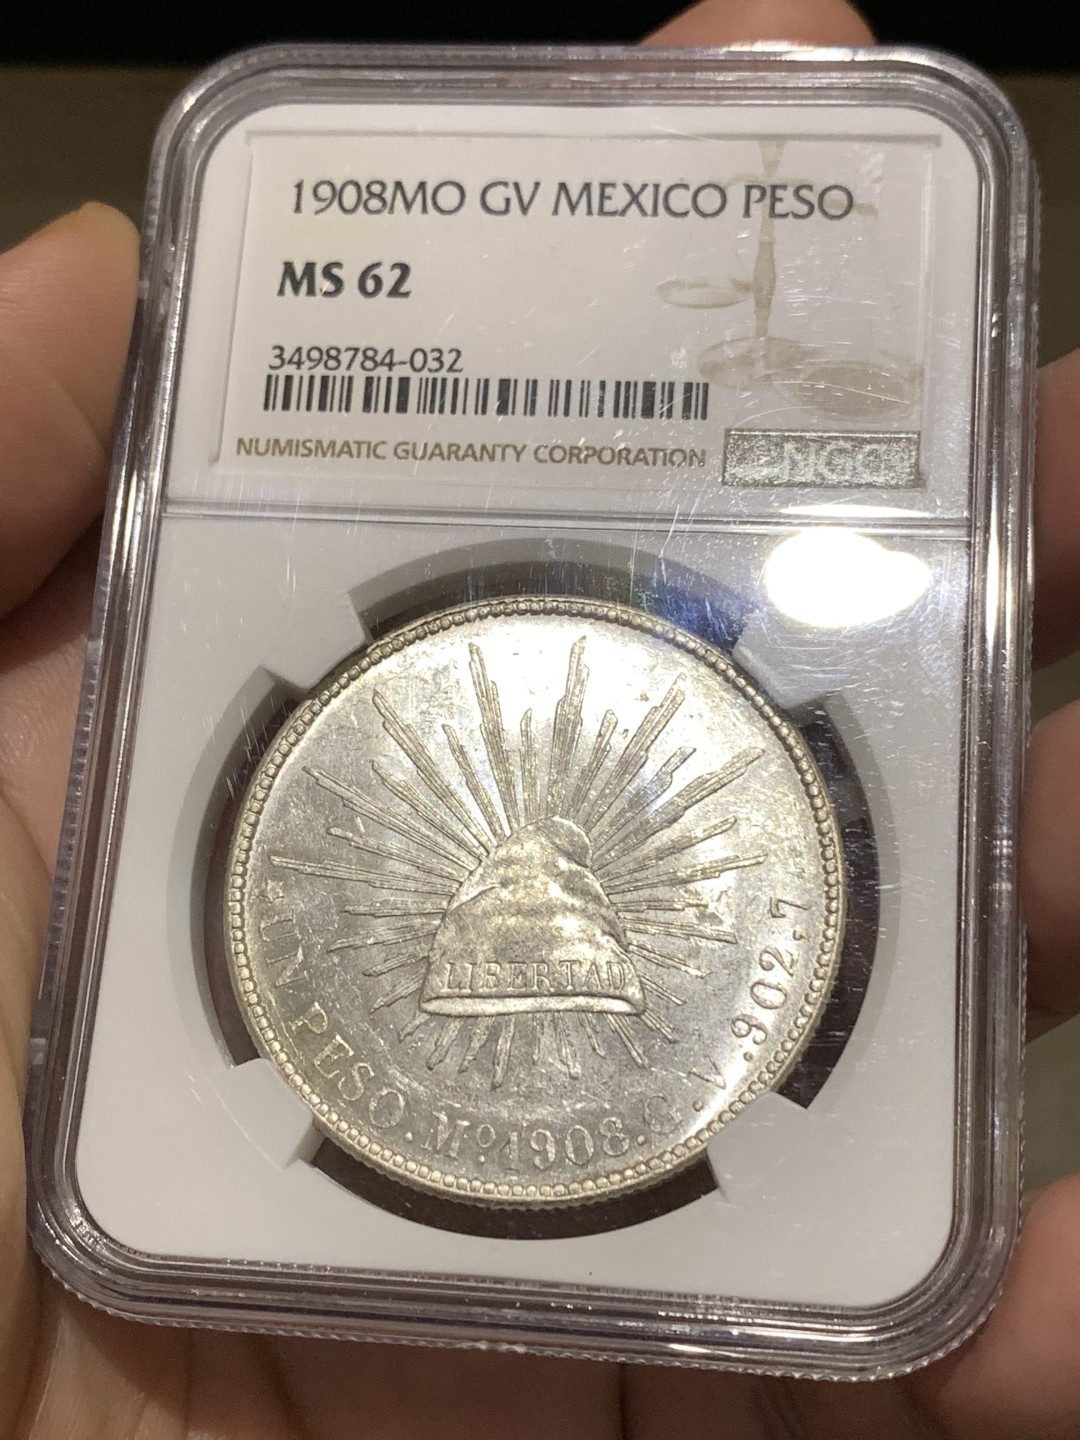 1908MO GV MEXICO PESO
MS 62
3498784-032
NUMISMATIC GUARANTY CORPORATION
NGC
LIBERTAD
UN PESO. Mº. 1908. G. V. 902,7